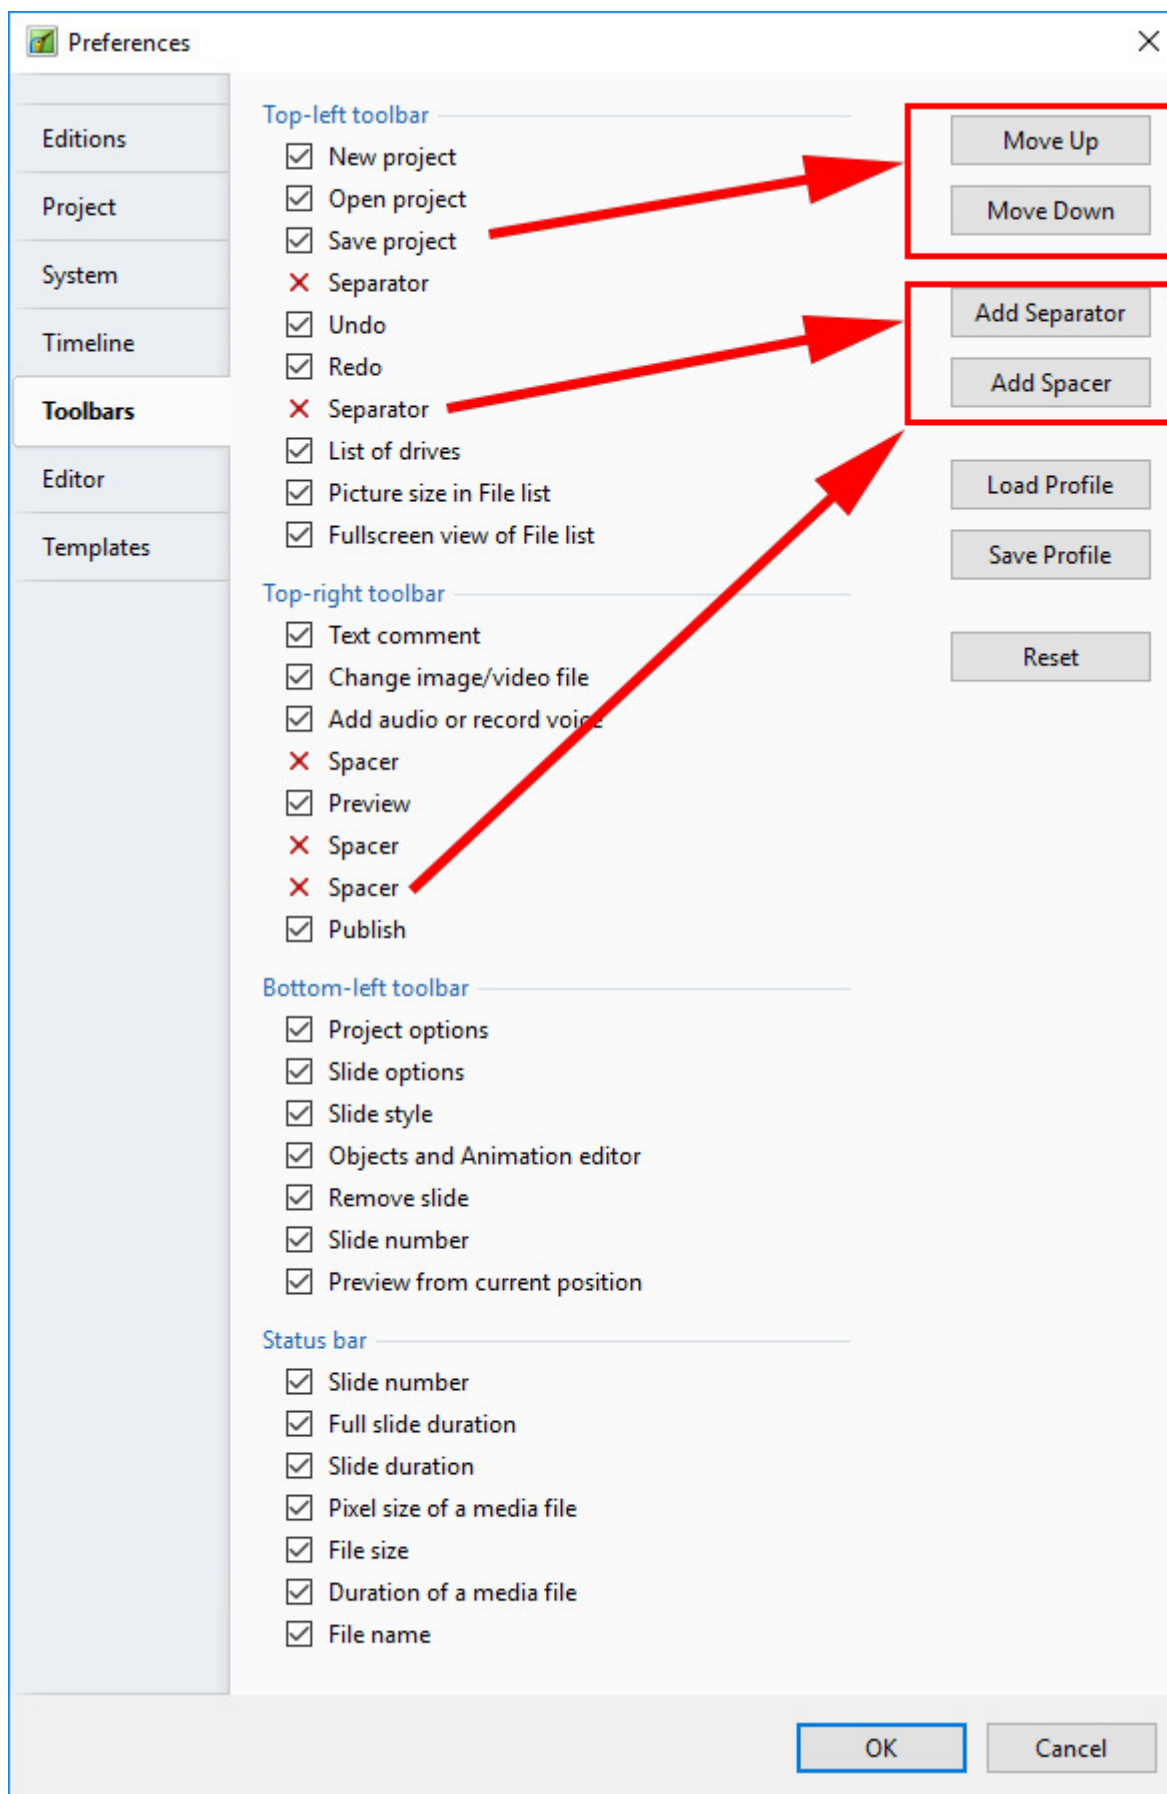 Preferences
Editions
Project
System
Timeline
Toolbars
Editor
Templates
Top-left toolbar
New project
Open project
Save project
Separator
Undo
Redo
Separator
List of drives
Picture size in File list
Fullscreen view of File list
Top-right toolbar
Text comment
Change image/video file
Add audio or record voice
Spacer
Preview
Spacer
Spacer
Publish
Bottom-left toolbar
Project options
Slide options
Slide style
Objects and Animation editor
Remove slide
Slide number
Preview from current position
Status bar
Slide number
Full slide duration
Slide duration
Pixel size of a media file
File size
Duration of a media file
File name
Move Up
Move Down
Add Separator
Add Spacer
Load Profile
Save Profile
Reset
OK
Cancel